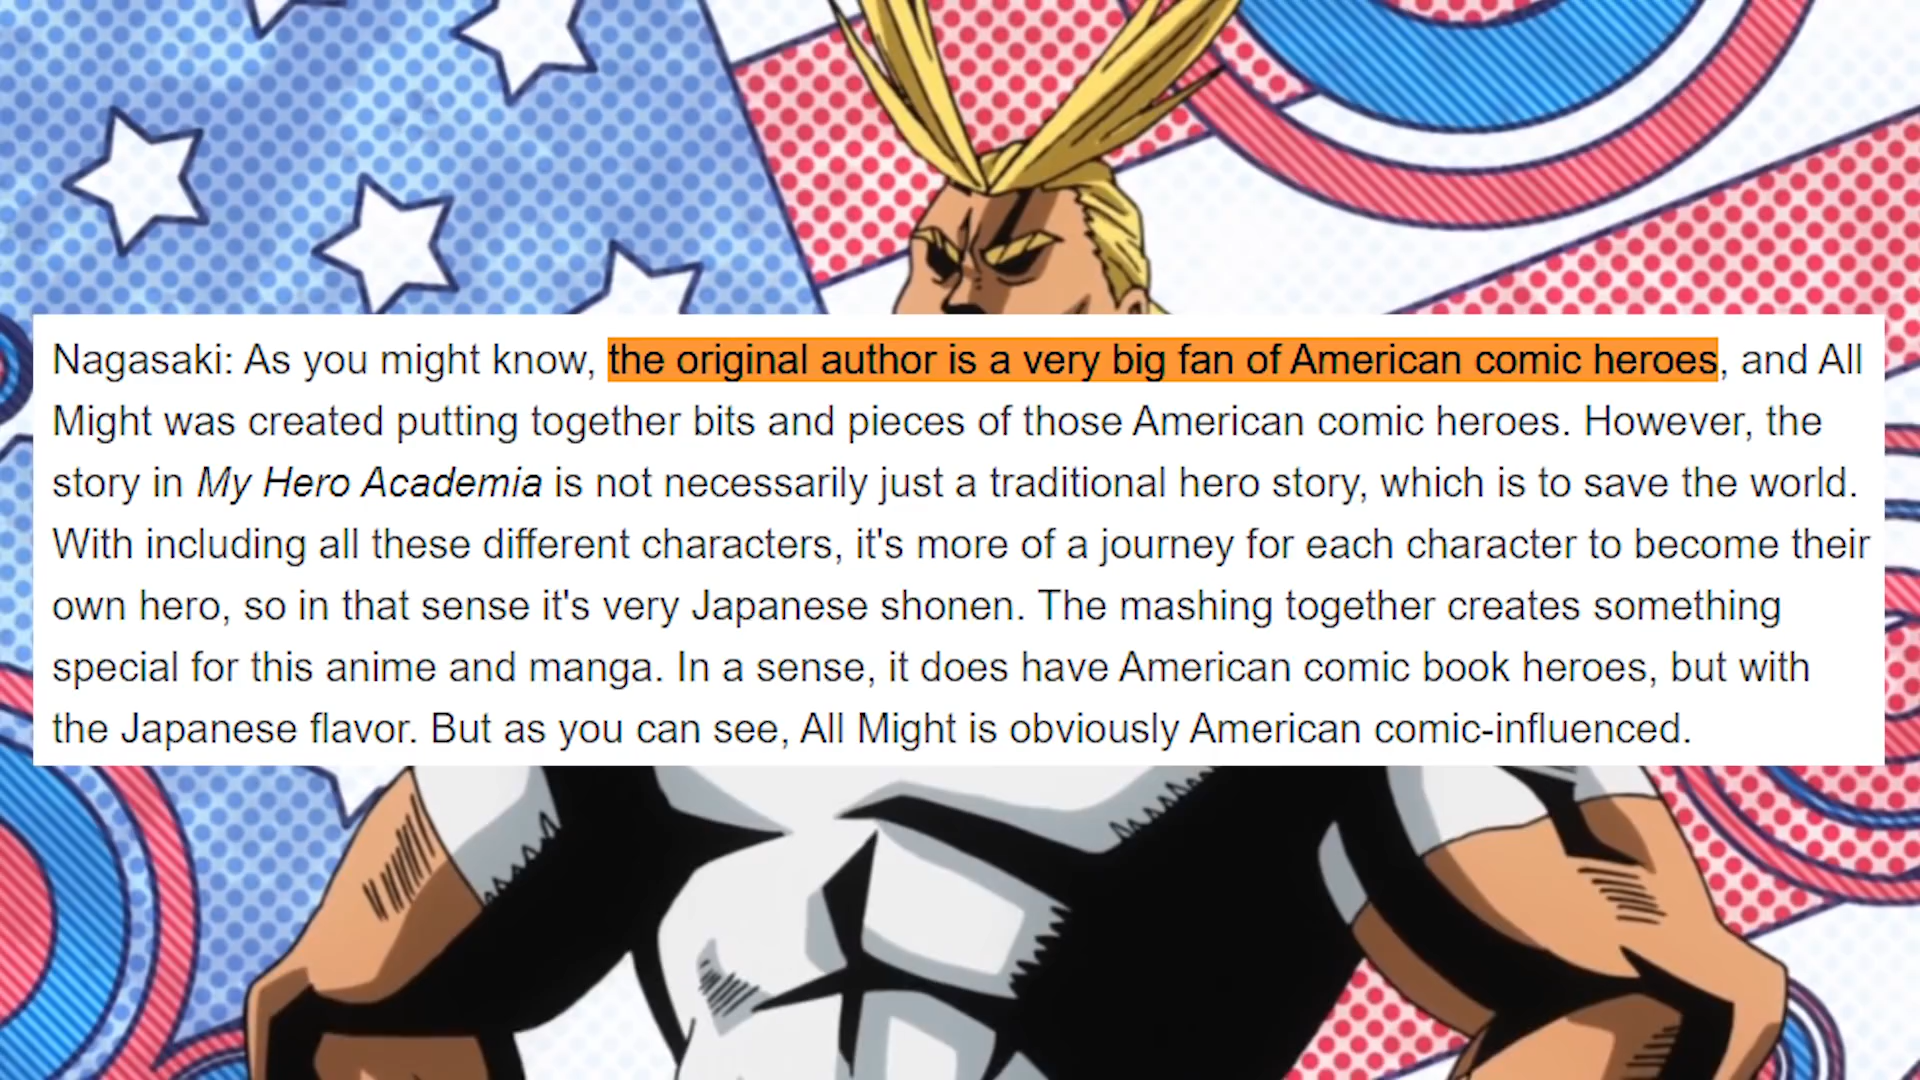 Nagasaki: As you might know, the original author is a very big fan of American comic heroes, and All
Might was created putting together bits and pieces of those American comic heroes. However, the
story in My Hero Academia is not necessarily just a traditional hero story, which is to save the world.
With including all these different characters, it's more of a journey for each character to become their
own hero, so in that sense it's very Japanese shonen. The mashing together creates something
special for this anime and manga. In a sense, it does have American comic book heroes, but with
the Japanese flavor. But as you can see, All Might is obviously American comic-influenced.